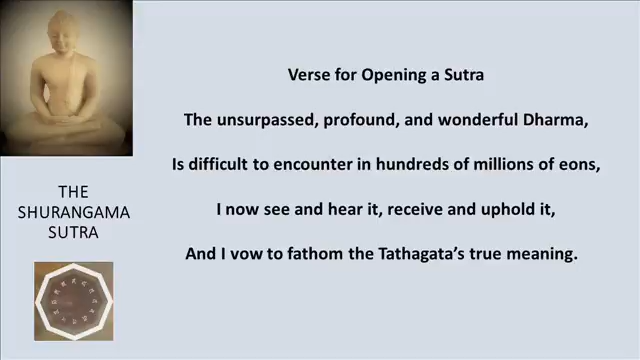 Verse for Opening a Sutra
The unsurpassed, profound, and wonderful Dharma,
Is difficult to encounter in hundreds of millions of eons,
I now see and hear it, receive and uphold it,
And I vow to fathom the Tathagata's true meaning.
THE
SHURANGAMA
SUTRA